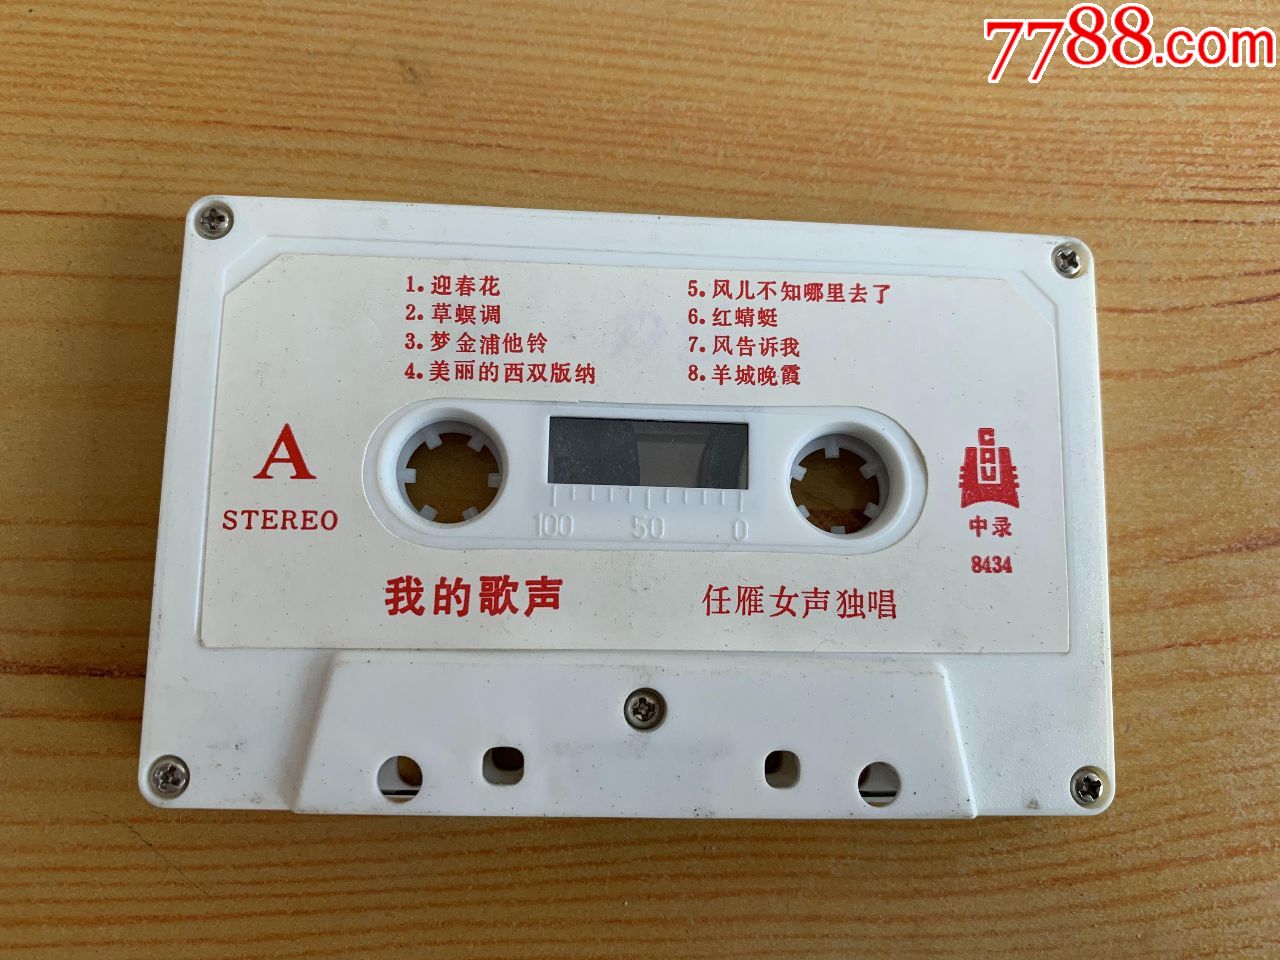 7788.com
1. 迎春花
2. 草螟调
3. 梦金浦他铃
4. 美丽的西双版纳
5. 风儿不知哪里去了
6. 红蜻蜓
7. 风告诉我
8. 羊城晚霞
A
STEREO
100 50 0
CAU
中录
8434
我的歌声
任雁女声独唱